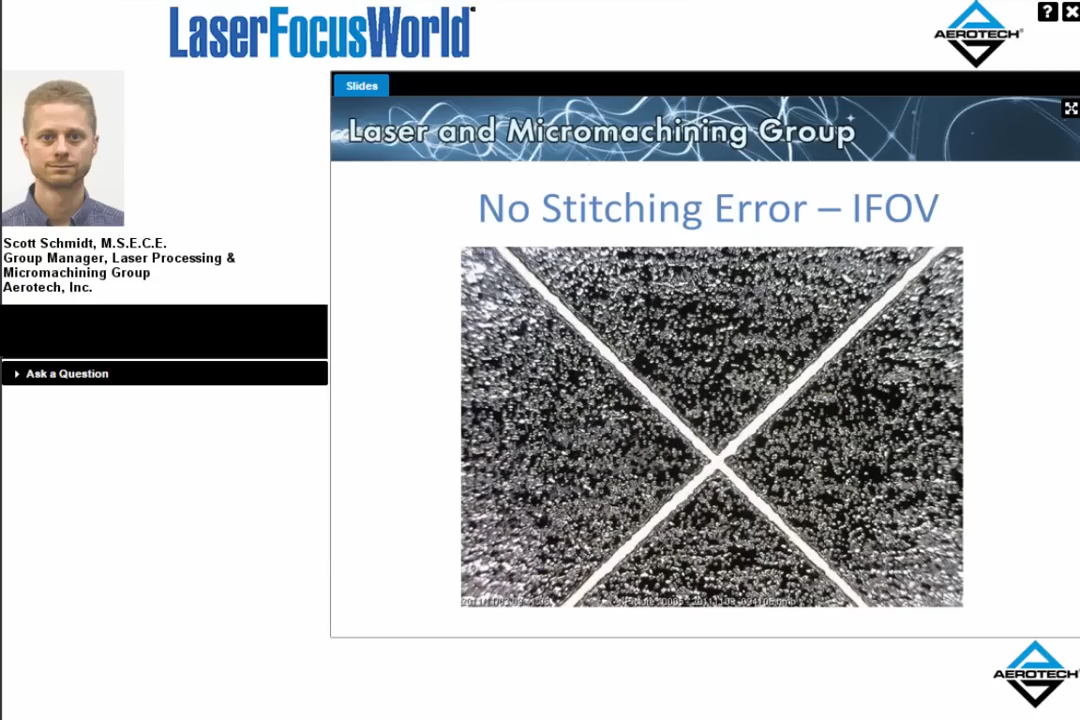 LaserFocusWorld
AEROTECH
?
Slides
Laser and Micromachining Group
No Stitching Error – IFOV
Scott Schmidt, M.S.E.C.E.
Group Manager, Laser Processing &
Micromachining Group
Aerotech, Inc.
Ask a Question
AEROTECH